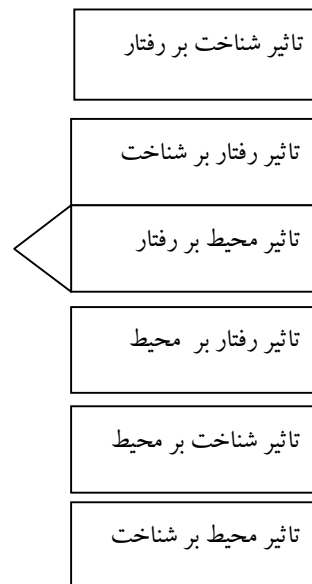 تاثیر شناخت بر رفتار
تاثیر رفتار بر شناخت
تاثیر محیط بر رفتار
تاثیر رفتار بر محیط
تاثیر شناخت بر محیط
تاثیر محیط بر شناخت